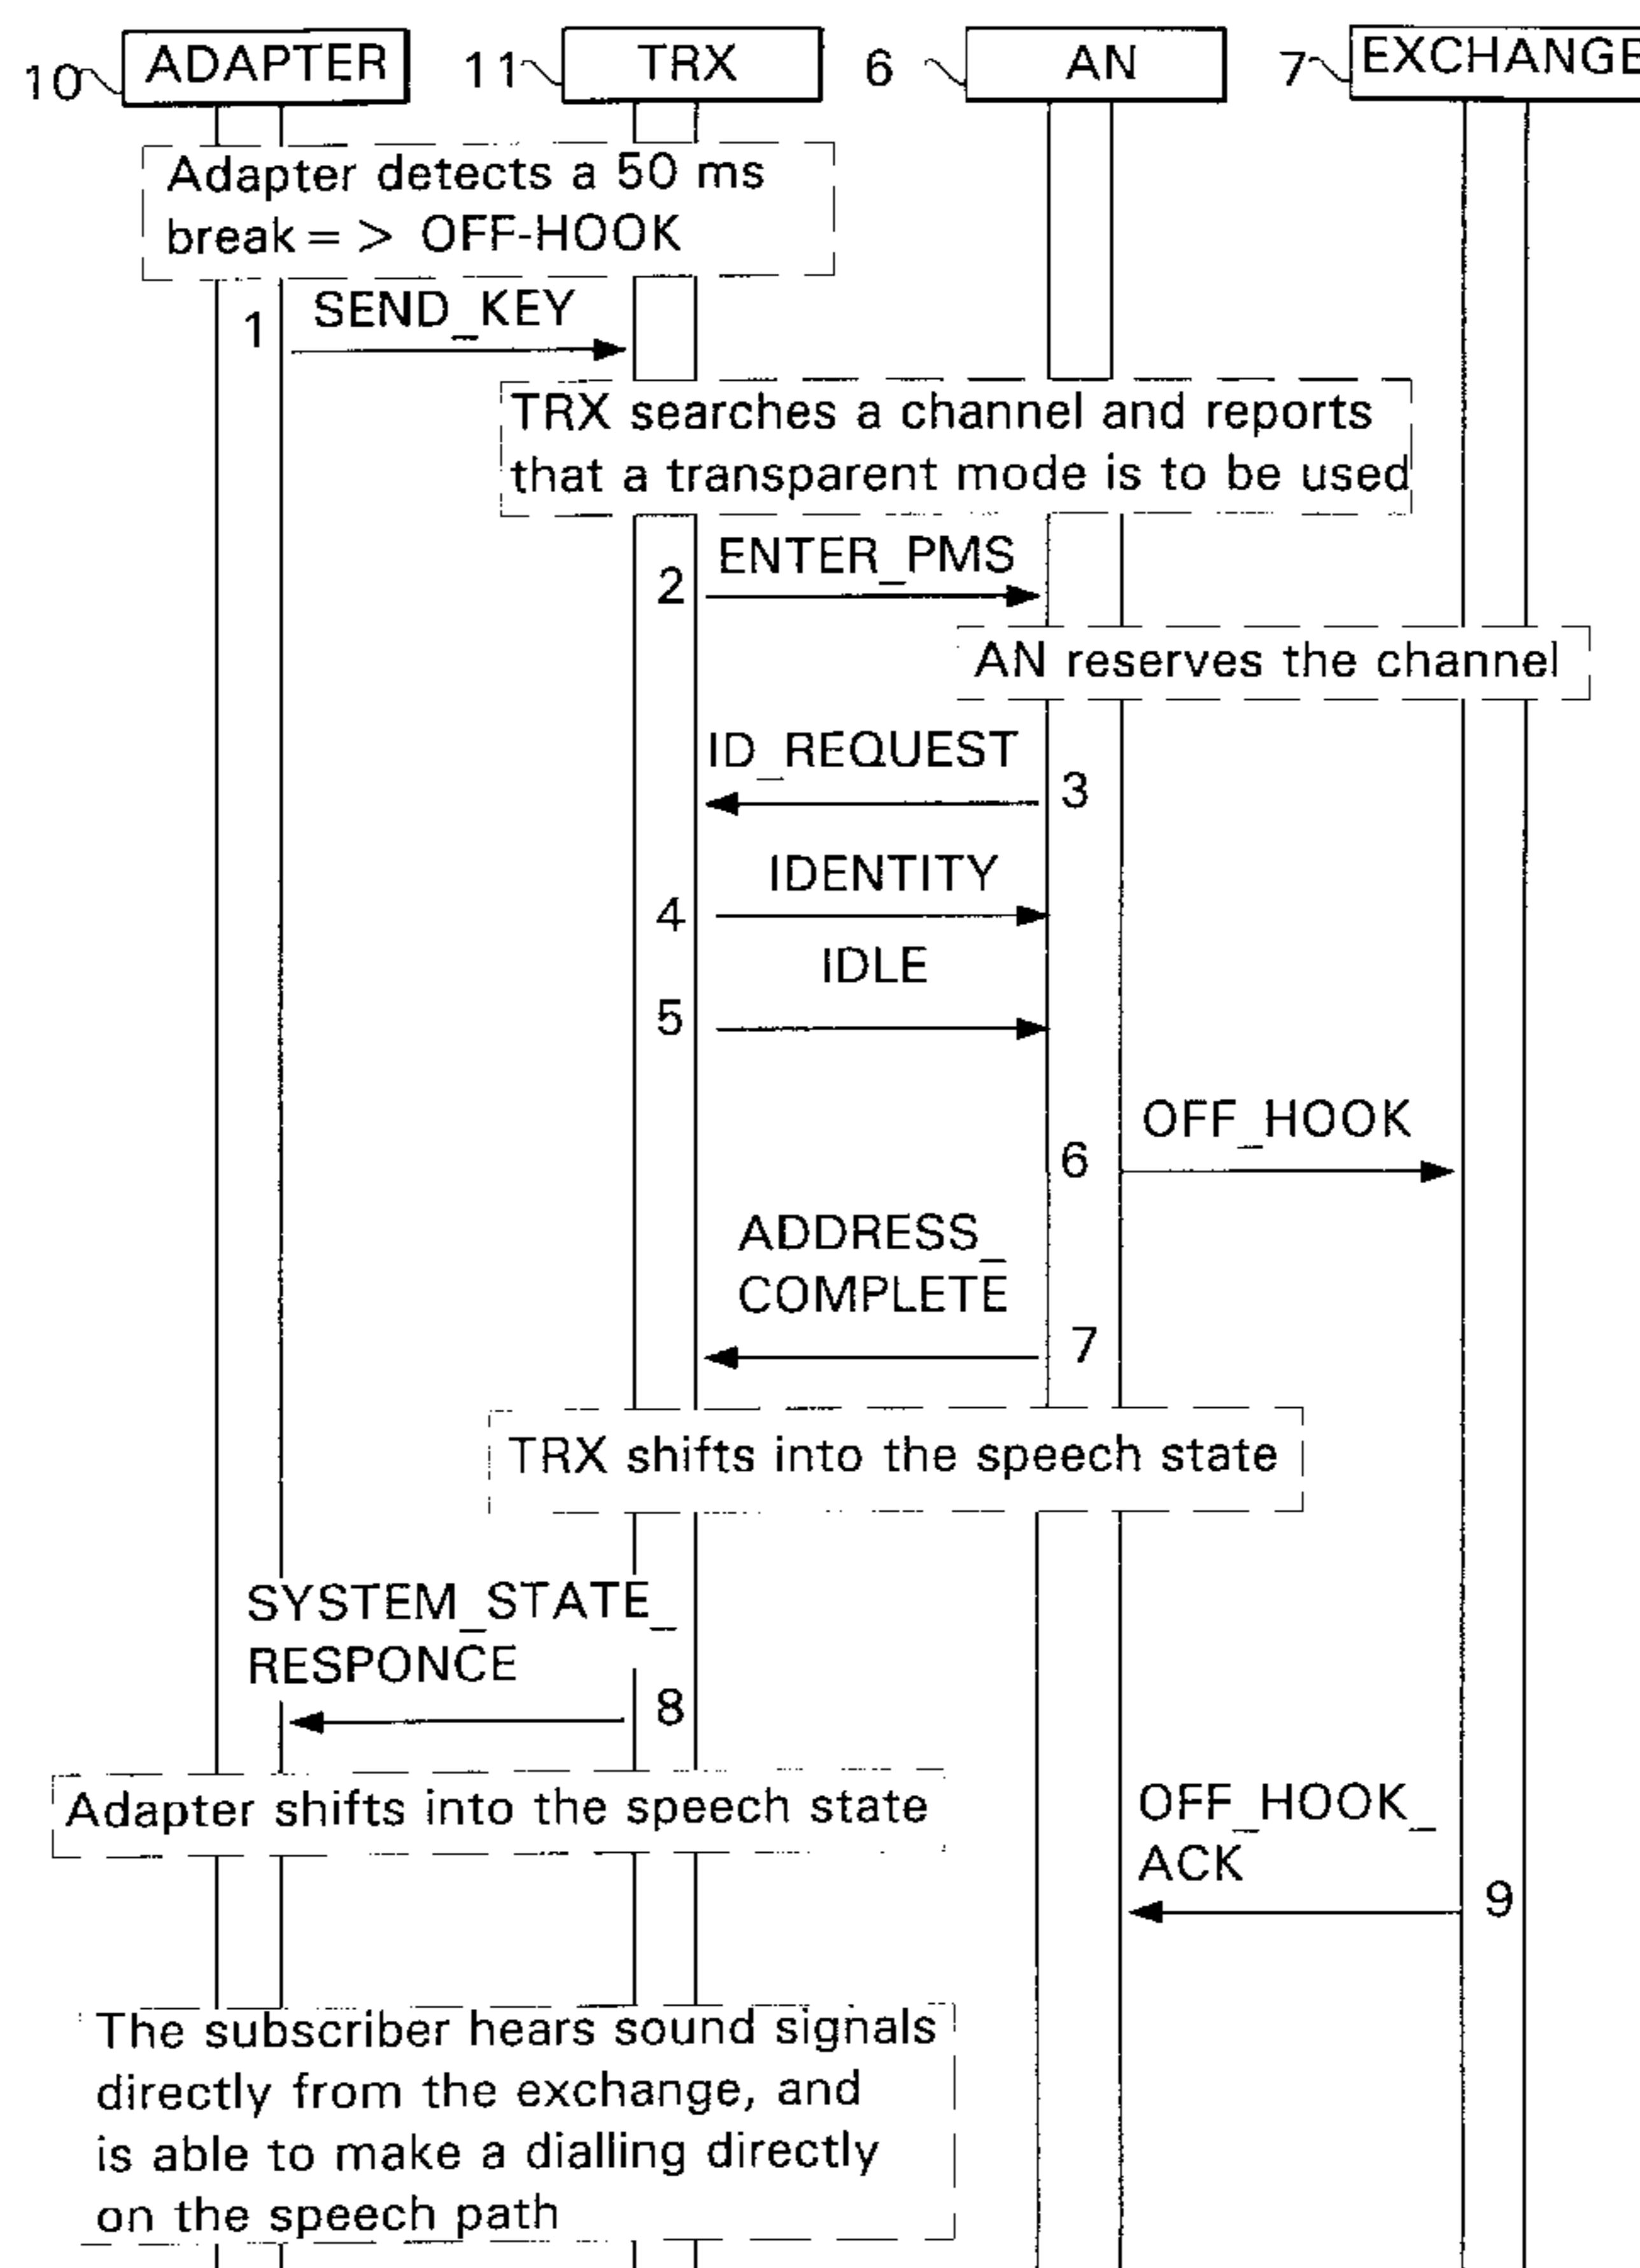 10 ADAPTER 11 TRX 6 AN 7 EXCHANGE
Adapter detects a 50 ms
break = > OFF-HOOK
1 SEND_KEY
TRX searches a channel and reports
that a transparent mode is to be used
ENTER_PMS
2
AN reserves the channel
ID_REQUEST
3
IDENTITY
4
IDLE
5
OFF_HOOK
6
ADDRESS_
COMPLETE
7
TRX shifts into the speech state
SYSTEM_STATE_
RESPONCE
8
Adapter shifts into the speech state
OFF_HOOK_
ACK
9
The subscriber hears sound signals
directly from the exchange, and
is able to make a dialling directly
on the speech path